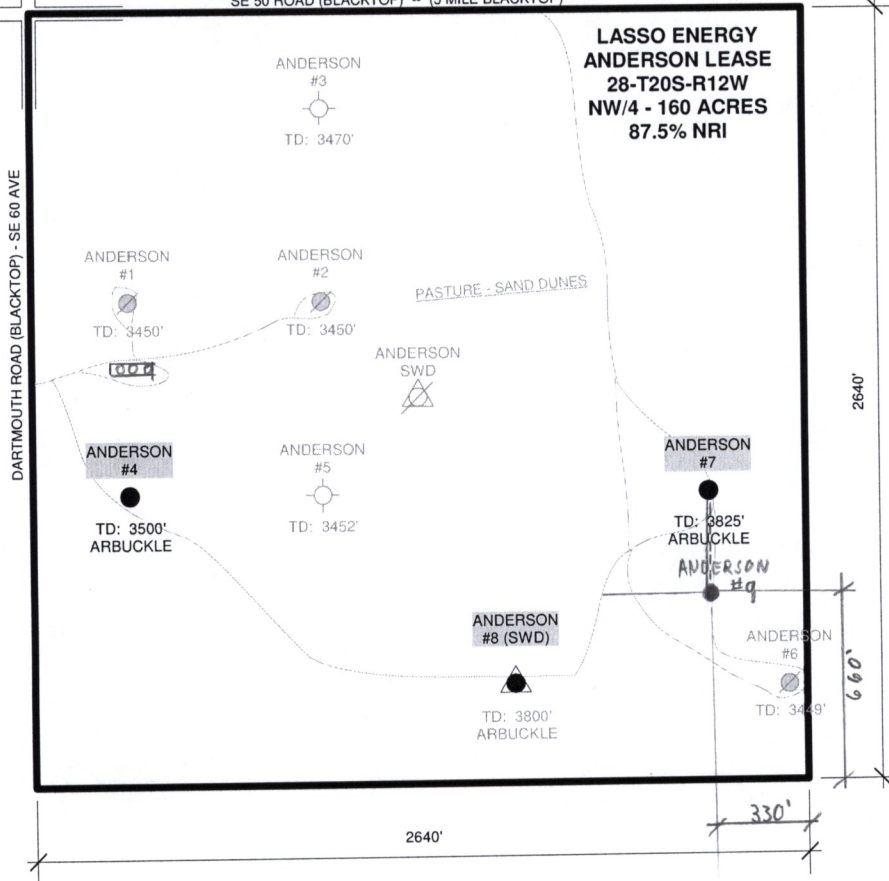 SE 50 ROAD (BLACKTOP) -- (5 MILE BLACKTOP)
LASSO ENERGY
ANDERSON LEASE
28-T20S-R12W
NW/4 - 160 ACRES
87.5% NRI
ANDERSON
#3
TD: 3470'
DARTMOUTH ROAD (BLACKTOP) - SE 60 AVE
ANDERSON
#1
TD: 3450'
ANDERSON
#2
TD: 3450'
PASTURE - SAND DUNES
ANDERSON
SWD
2640'
ANDERSON
#4
TD: 3500'
ARBUCKLE
ANDERSON
#5
TD: 3452'
ANDERSON
#7
TD: 3825'
ARBUCKLE
ANDERSON
#9
ANDERSON
#8 (SWD)
TD: 3800'
ARBUCKLE
ANDERSON
#6
TD: 3449'
660'
330'
2640'